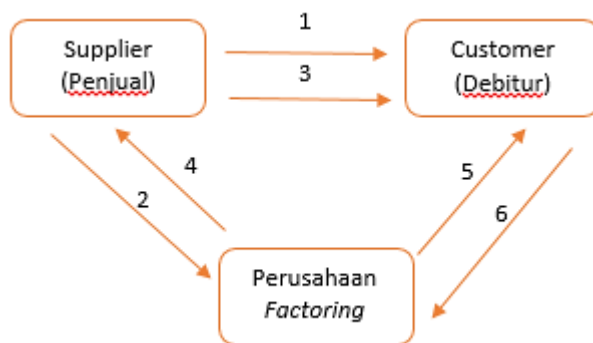 1
Supplier
(Penjual)
Customer
(Debitur)
3
4
2
5
6
Perusahaan
Factoring